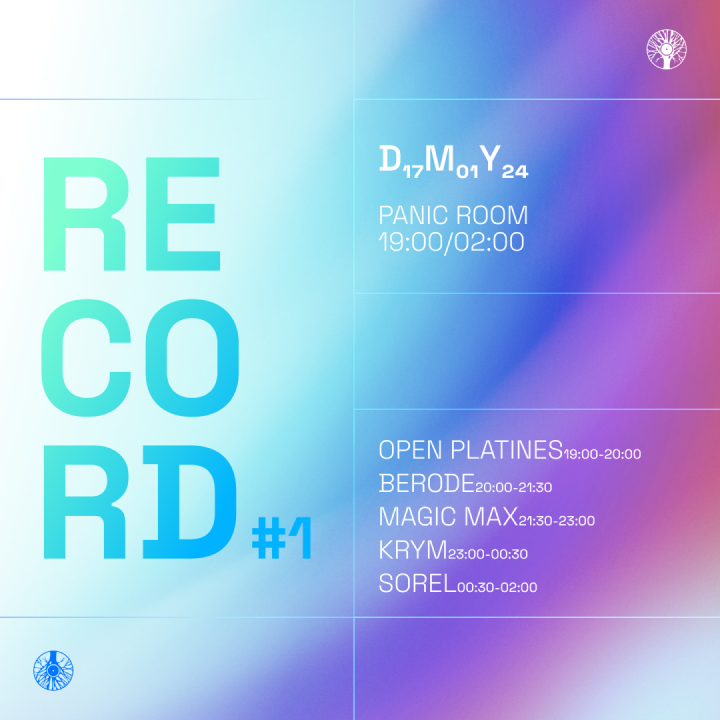 RE
CO
RD #1
D17M01Y24
PANIC ROOM
19:00/02:00
OPEN PLATINES19:00-20:00
BERODE20:00-21:30
MAGIC MAX21:30-23:00
KRYM23:00-00:30
SOREL00:30-02:00